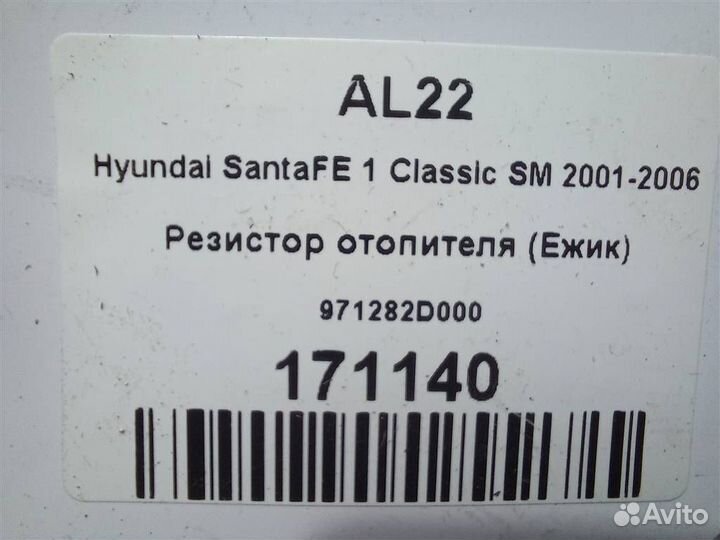 AL22
Hyundai SantaFE 1 Classic SM 2001-2006
Резистор отопителя (Ежик)
971282D000
171140
Avito